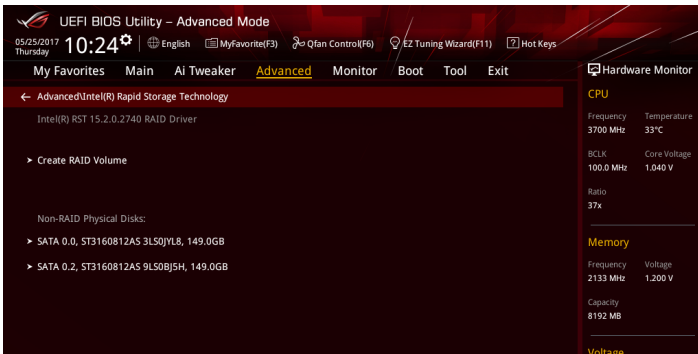 UEFI BIOS Utility – Advanced Mode
05/25/2017 Thursday 10:24 English MyFavorite(F3) Qfan Control(F6) EZ Tuning Wizard(F11) ? Hot Keys
My Favorites Main Ai Tweaker Advanced Monitor Boot Tool Exit
Hardware Monitor
← Advanced\Intel(R) Rapid Storage Technology
Intel(R) RST 15.2.0.2740 RAID Driver
> Create RAID Volume
Non-RAID Physical Disks:
> SATA 0.0, ST3160812AS 3LS0JYL8, 149.0GB
> SATA 0.2, ST3160812AS 9LS0BJ5H, 149.0GB
CPU
Frequency Temperature
3700 MHz 33°C
BCLK Core Voltage
100.0 MHz 1.040 V
Ratio
37x
Memory
Frequency Voltage
2133 MHz 1.200 V
Capacity
8192 MB
Voltage